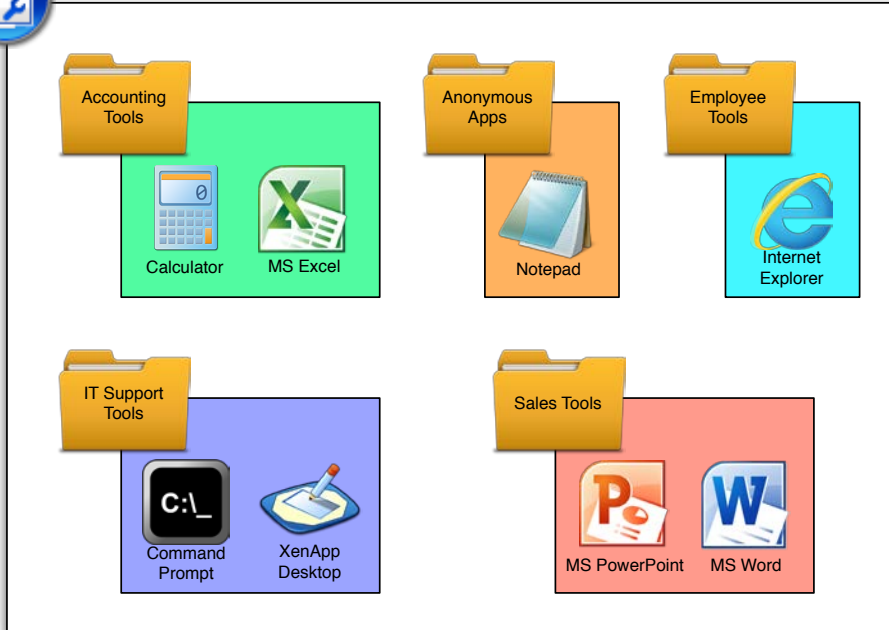 Accounting
Tools
Anonymous
Apps
Employee
Tools
0
Calculator
MS Excel
Notepad
Internet
Explorer
IT Support
Tools
Sales Tools
C:\_
Command
Prompt
XenApp
Desktop
P
MS PowerPoint
W
MS Word